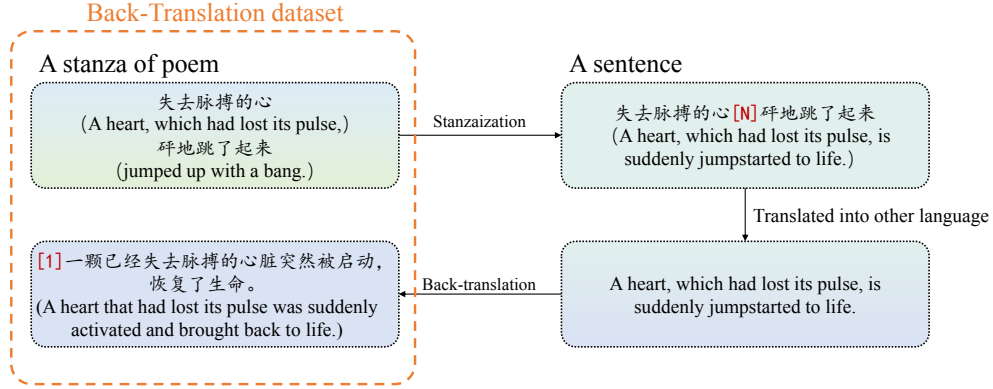 Back-Translation dataset
A stanza of poem
失去脉搏的心
(A heart, which had lost its pulse,)
砰地跳了起来
(jumped up with a bang.)
Stanzaization
A sentence
失去脉搏的心[N]砰地跳了起来
(A heart, which had lost its pulse, is
suddenly jumpstarted to life.)
Translated into other language
A heart, which had lost its pulse, is
suddenly jumpstarted to life.
Back-translation
[1]一颗已经失去脉搏的心脏突然被启动，
恢复了生命。
(A heart that had lost its pulse was suddenly
activated and brought back to life.)